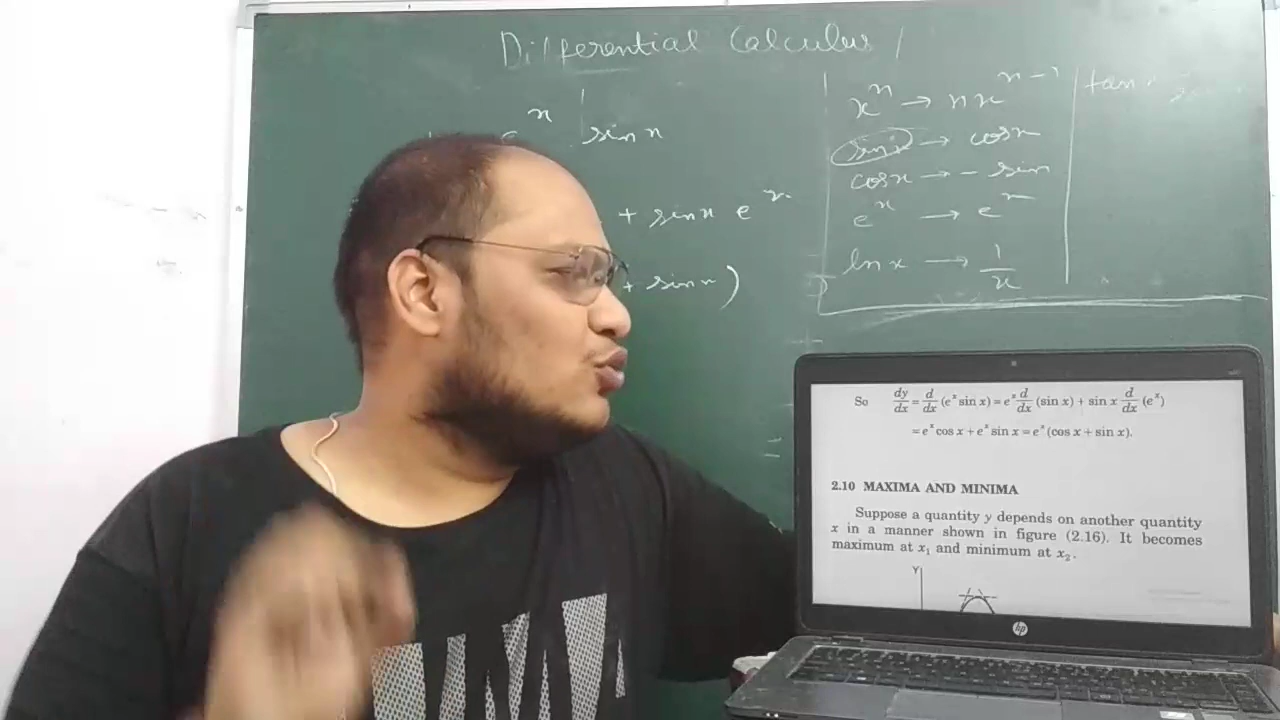 Differential Calculus
e^x sin x
+ sin x e^x
+ sin x)
x^n → nx^{n-1}
sin x → cos x
cos x → - sin
e^x → e^x
ln x → 1/x
tan
So dy/dx = d/dx (e^x sin x) = e^x d/dx (sin x) + sin x d/dx (e^x)
= e^x cos x + e^x sin x = e^x (cos x + sin x).
2.10 MAXIMA AND MINIMA
Suppose a quantity y depends on another quantity
x in a manner shown in figure (2.16). It becomes
maximum at x₁ and minimum at x₂.
Y
hp